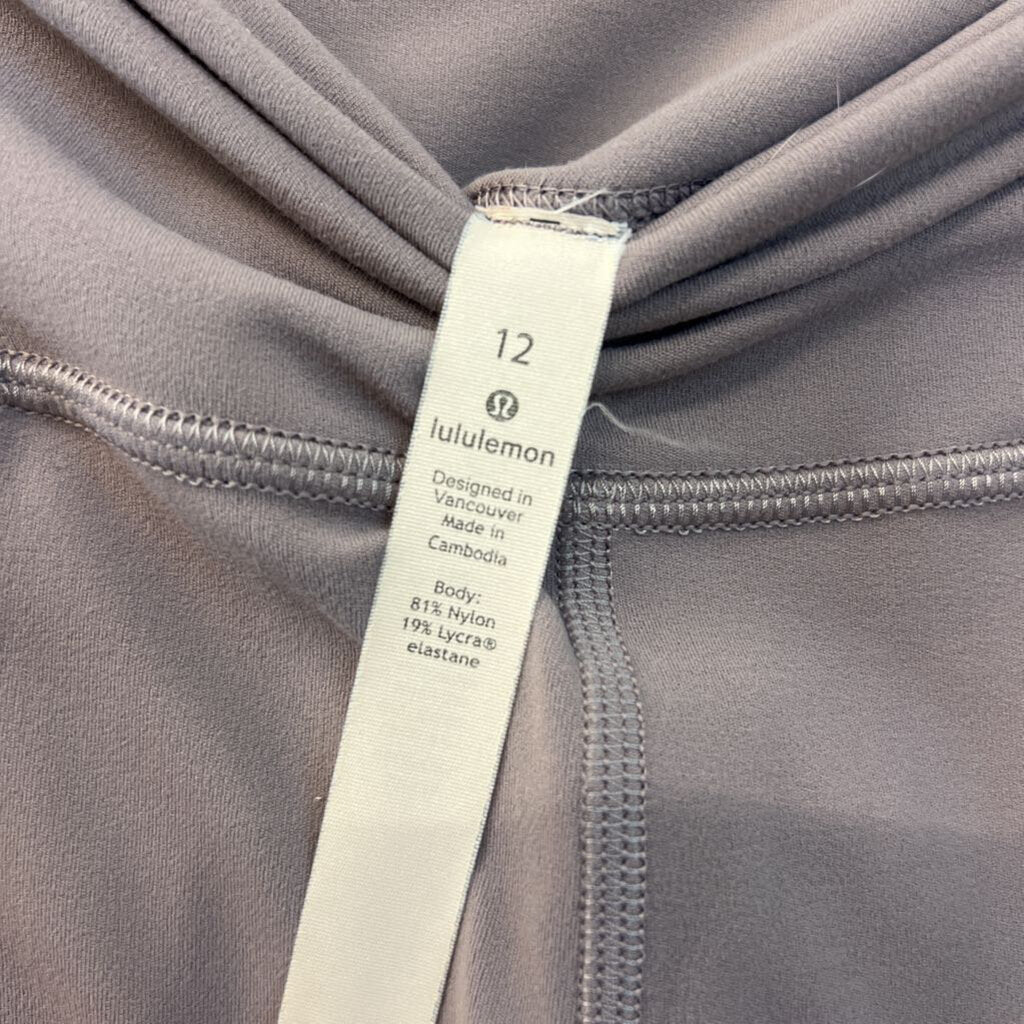 12
lululemon
Designed in
Vancouver
Made in
Cambodia
Body:
81% Nylon
19% Lycra®
elastane